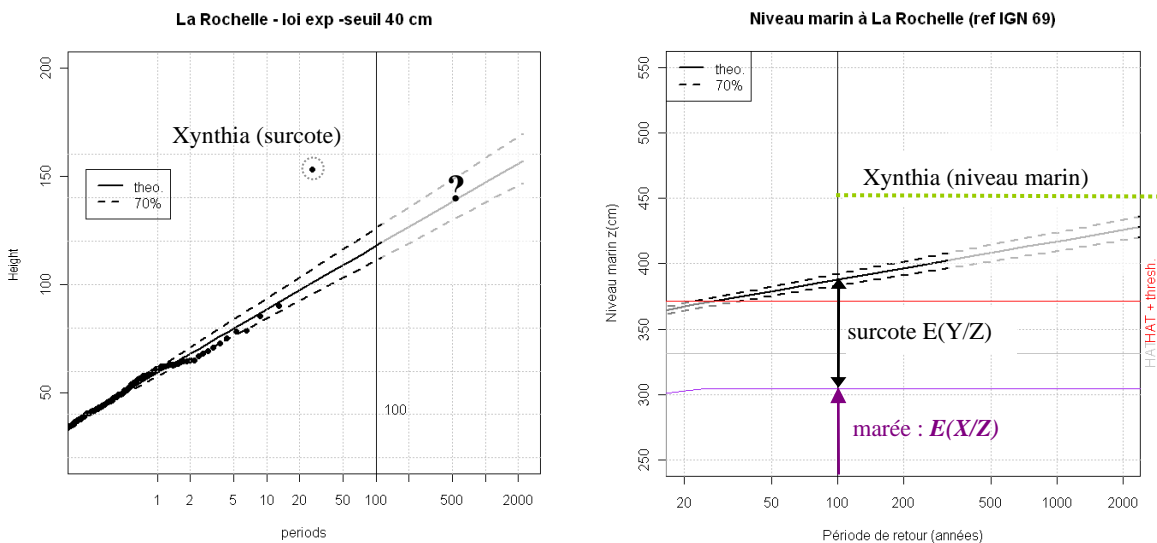 La Rochelle - loi exp -seuil 40 cm
Height
200
150
100
50
Xynthia (surcote)
theo.
70%
?
100
1 2 5 10 20 50 100 500 2000
periods
Niveau marin à La Rochelle (ref IGN 69)
Niveau marin z(cm)
550
500
450
400
350
300
250
theo.
70%
Xynthia (niveau marin)
surcote E(Y/Z)
marée : E(X/Z)
HAT
HAT + thresh.
20 50 100 200 500 1000 2000
Période de retour (années)